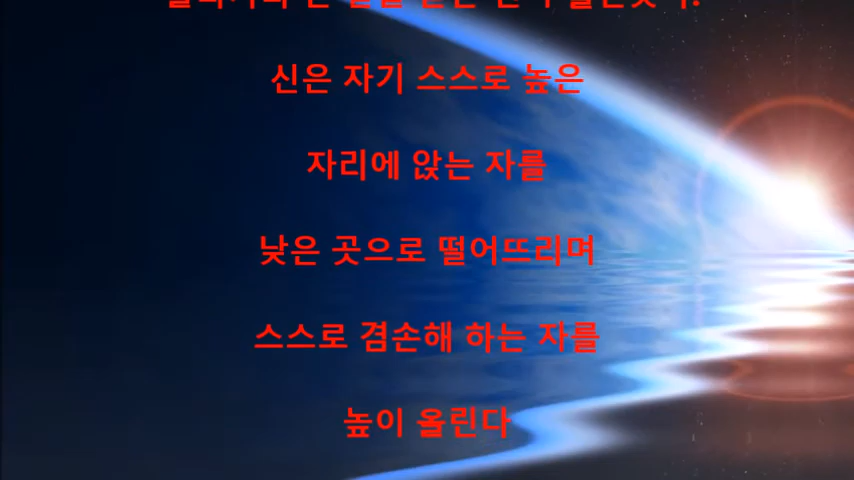 신은 자기 스스로 높은
자리에 앉는 자를
낮은 곳으로 떨어뜨리며
스스로 겸손해 하는 자를
높이 올린다